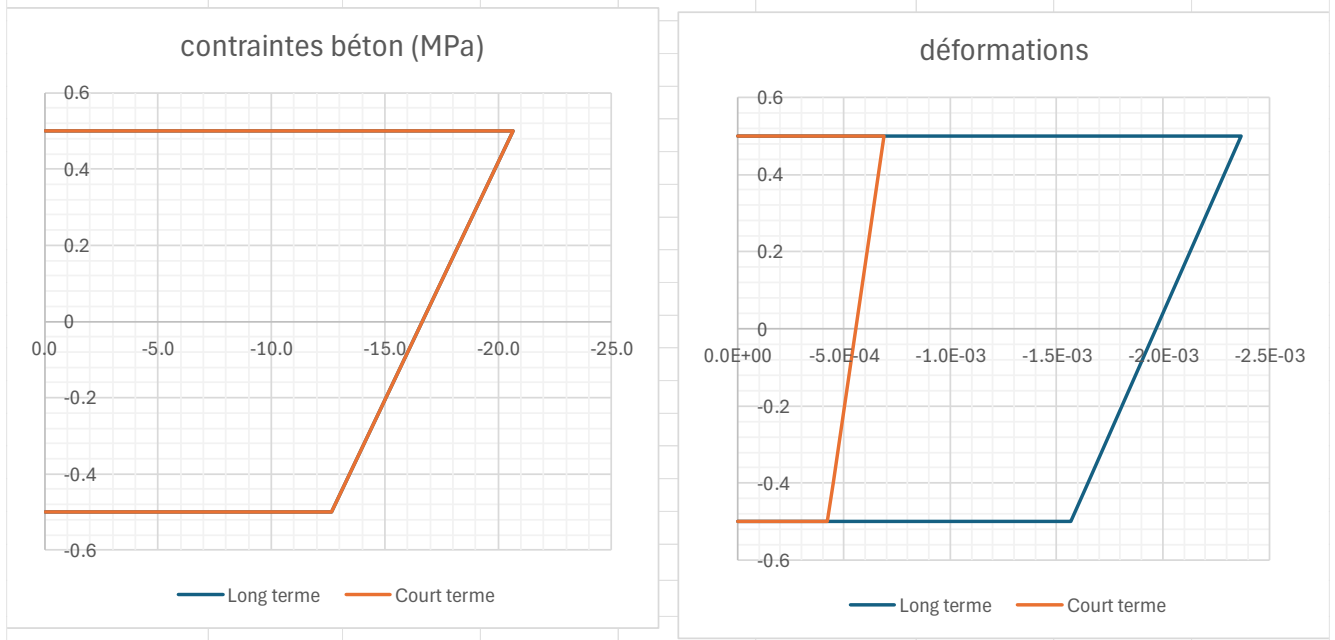 contraintes béton (MPa)
0.6
0.4
0.2
0
0.0 -5.0 -10.0 -15.0 -20.0 -25.0
-0.2
-0.4
-0.6
Long terme Court terme
déformations
0.6
0.4
0.2
0
0.0E+00 -5.0E-04 -1.0E-03 -1.5E-03 -2.0E-03 -2.5E-03
-0.2
-0.4
-0.6
Long terme Court terme